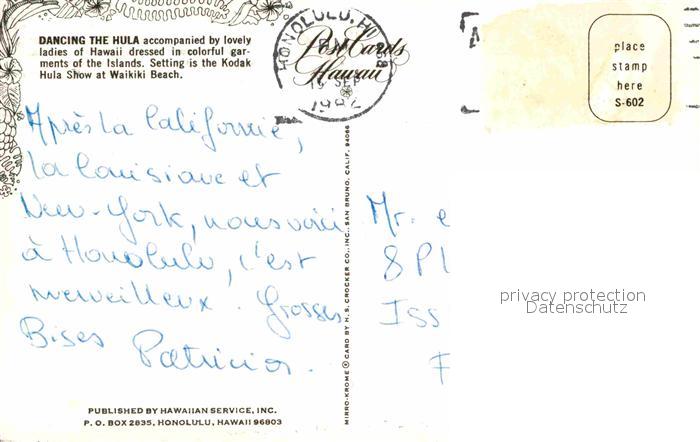 DANCING THE HULA accompanied by lovely
ladies of Hawaii dressed in colorful gar-
ments of the Islands. Setting is the Kodak
Hula Show at Waikiki Beach.
HONOLULU, HI
SEP
Post Cards
Hawaii
place
stamp
here
S-602
Après la Californie,
la Louisiane et
New-York, nous voici
à Honolulu, c'est
merveilleux. Grosses
Bises Patricia.
Mr. e
8 Pl
Iss
F
privacy protection
Datenschutz
MIRRO-KROME ® CARD BY H. S. CROCKER CO., INC., SAN BRUNO, CALIF. 94066
PUBLISHED BY HAWAIIAN SERVICE, INC.
P. O. BOX 2835, HONOLULU, HAWAII 96803